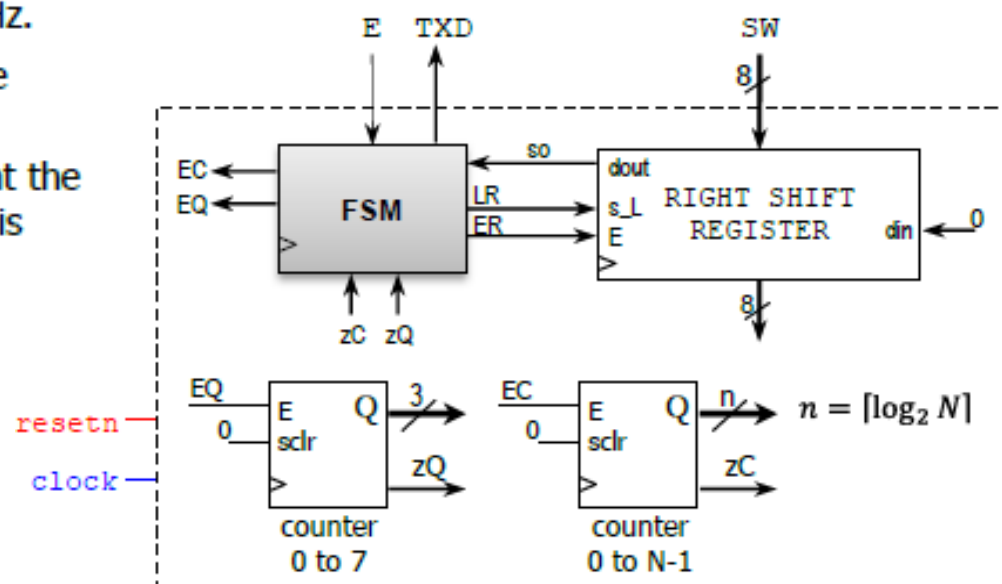 Iz.
e
at the
is
E TXD SW
8
EC
EQ
FSM
so
LR
ER
dout
s_L
E
RIGHT SHIFT
REGISTER
din
0
zC zQ
8
resetn
clock
EQ
0
E
sclr
Q
3
zQ
counter
0 to 7
EC
0
E
sclr
Q
n
zC
counter
0 to N-1
n = ⌈log₂ N⌉